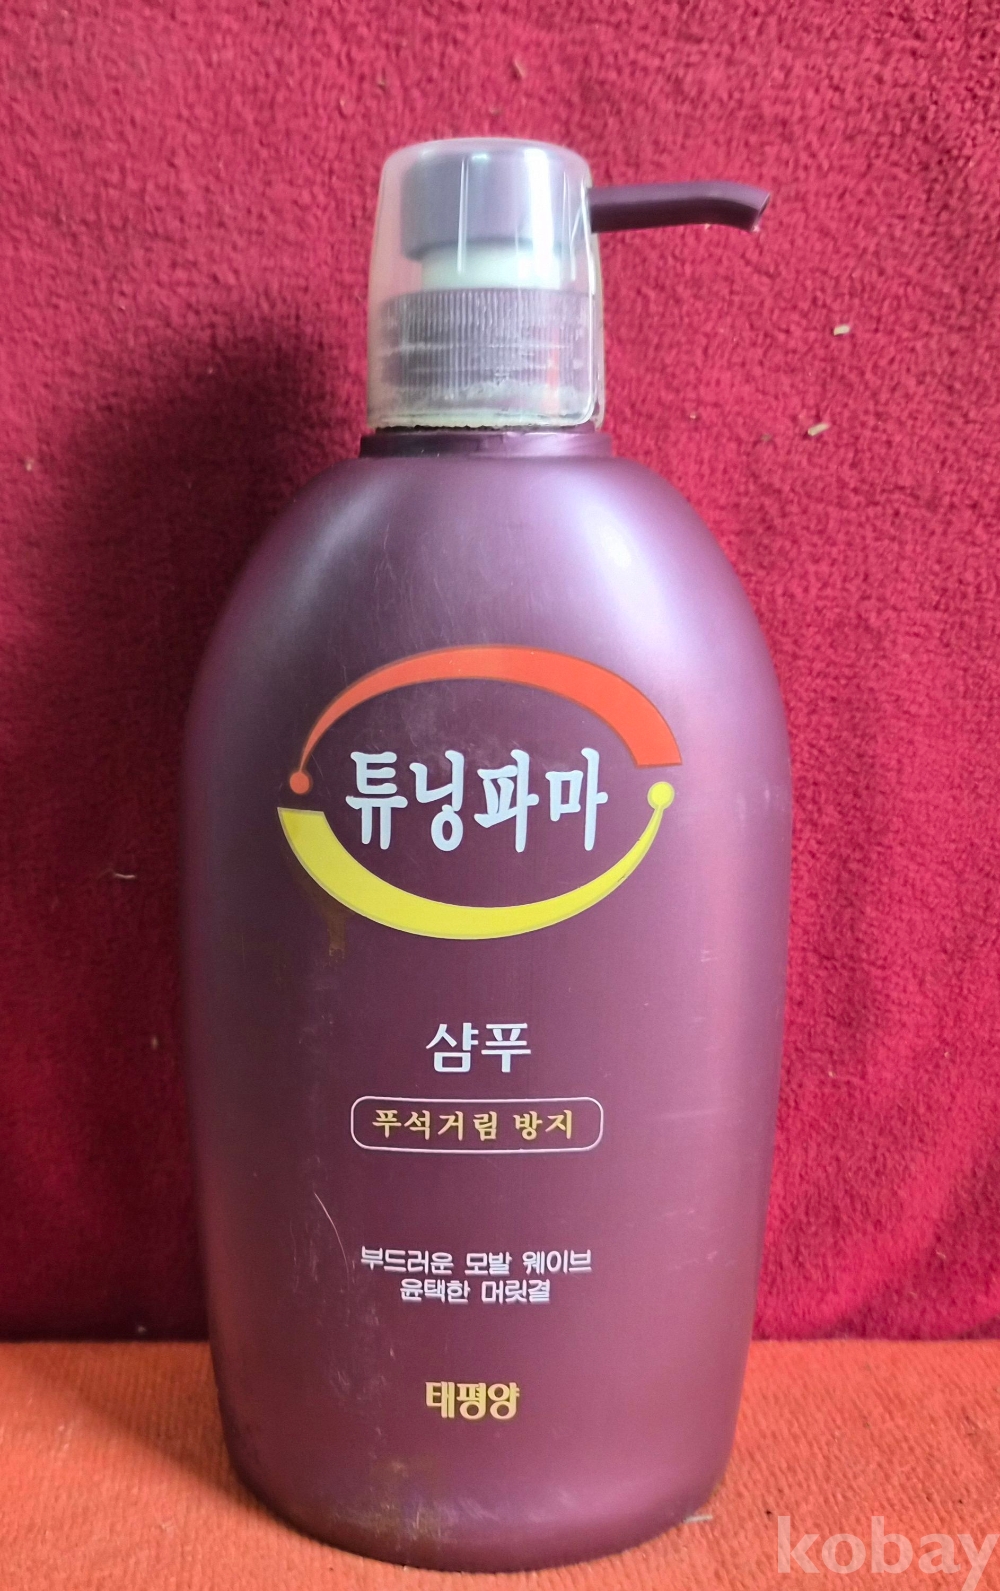 튜닝파마
샴푸
푸석거림 방지
부드러운 모발 웨이브
윤택한 머릿결
태평양
kobay